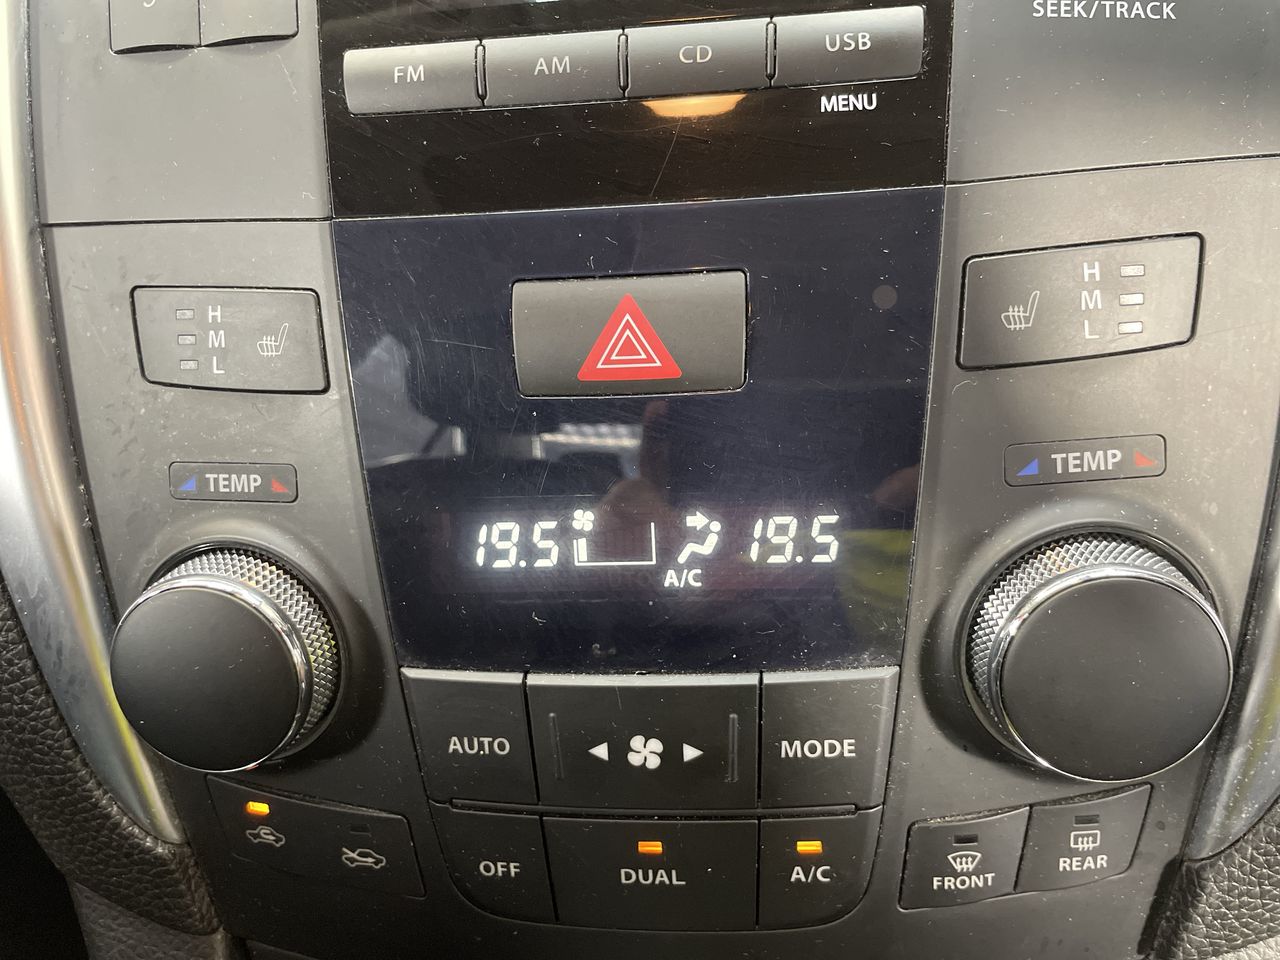 SEEK/TRACK
FM AM CD USB
MENU
H
M
L
H
M
L
TEMP
TEMP
19.5 19.5
A/C
AUTO MODE
OFF DUAL A/C FRONT REAR